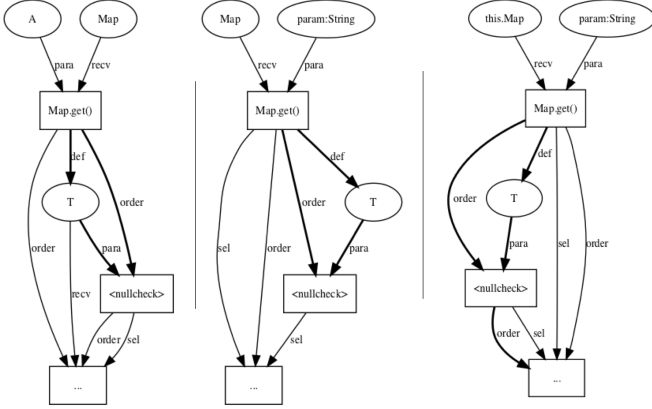 A
Map
para
recv
Map.get()
def
T
order
para
order
recv
<nullcheck>
order
sel
...
Map
param:String
recv
para
Map.get()
def
order
T
sel
order
para
<nullcheck>
sel
...
this.Map
param:String
recv
para
Map.get()
def
order
T
para
sel
order
<nullcheck>
order
sel
...